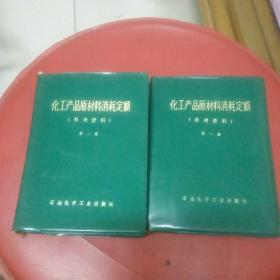 化工产品原材料消耗定额
(参考资料)
第二册
石油化学工业出版社
化工产品原材料消耗定额
(参考资料)
第一册
石油化学工业出版社